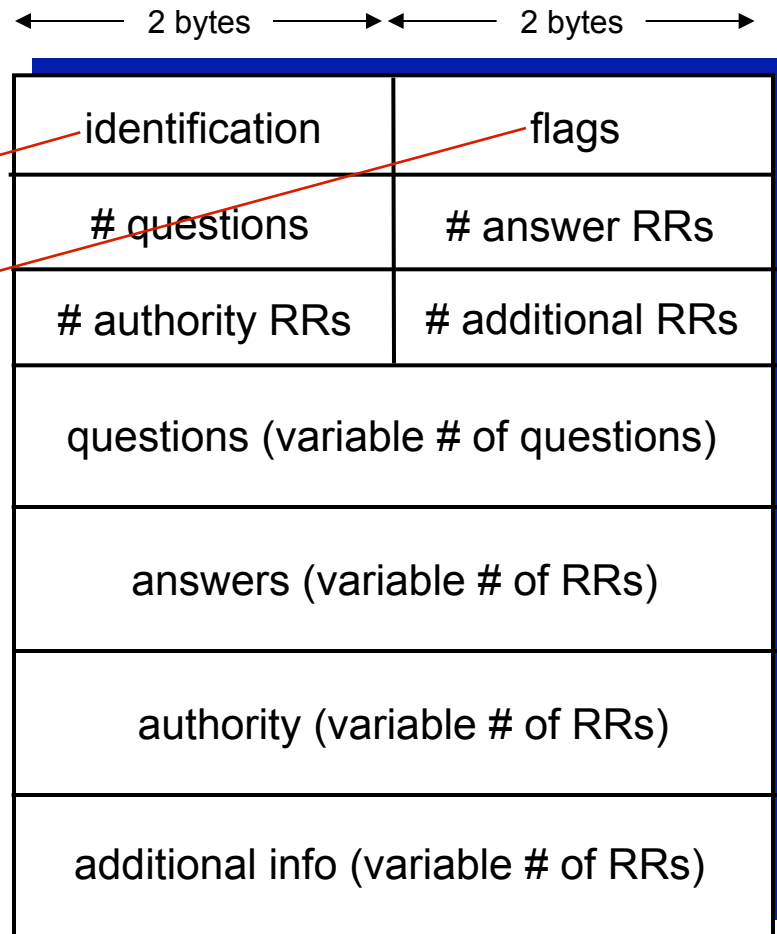 2 bytes 2 bytes
identification flags
# questions # answer RRs
# authority RRs # additional RRs
questions (variable # of questions)
answers (variable # of RRs)
authority (variable # of RRs)
additional info (variable # of RRs)